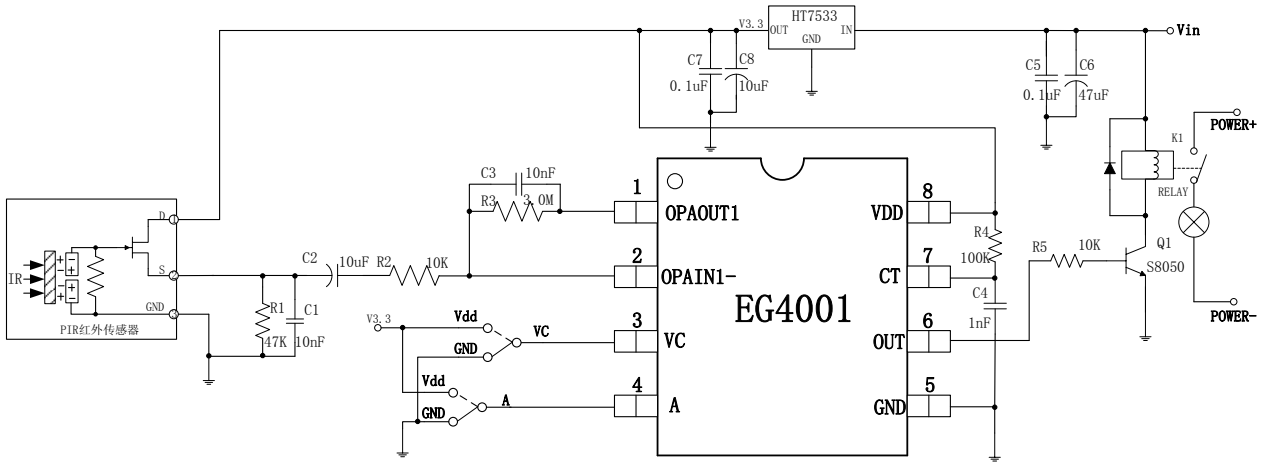 HT7533
V3.3
OUT
IN
GND
Vin
C7
0.1uF
C8
10uF
C5
0.1uF
C6
47uF
POWER+
K1
RELAY
C3
10nF
R3
3.0M
1
OPAOUT1
8
VDD
D
S
GND
IR
PIR红外传感器
R1
47K
C1
10nF
C2
10uF
R2
10K
2
OPAIN1-
7
CT
R4
100K
C4
1nF
R5
10K
Q1
S8050
EG4001
V3.3
Vdd
GND
VC
3
VC
6
OUT
POWER-
Vdd
GND
A
4
A
5
GND